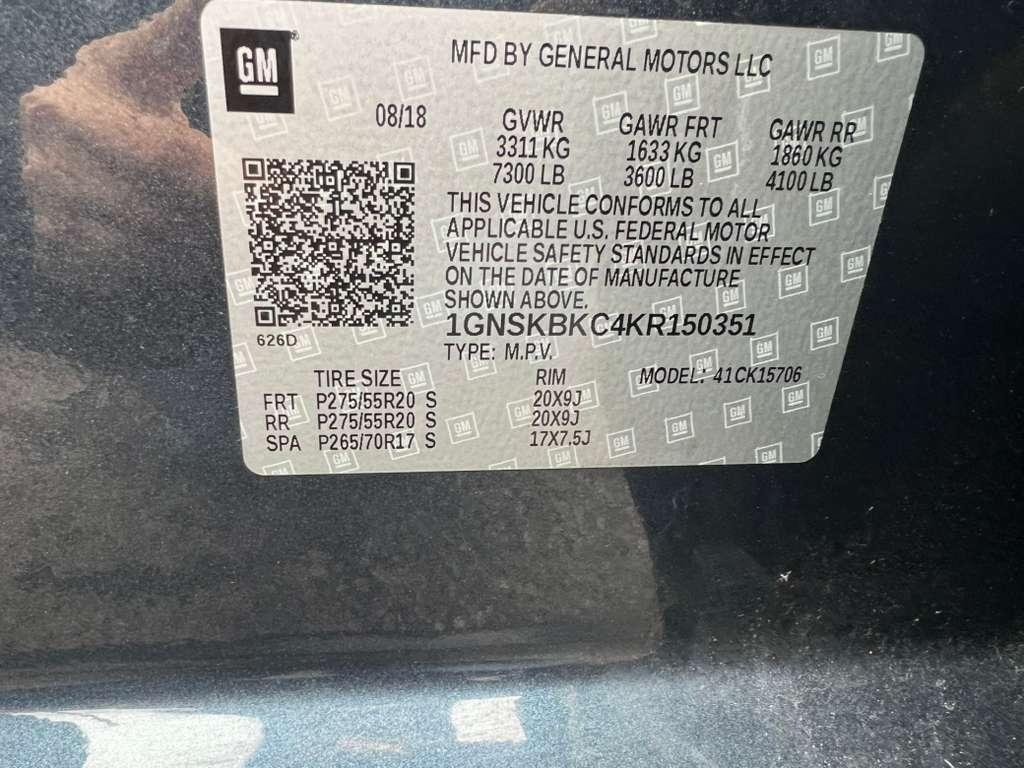 GM
MFD BY GENERAL MOTORS LLC
08/18
GVWR GAWR FRT GAWR RR
3311 KG 1633 KG 1860 KG
7300 LB 3600 LB 4100 LB
THIS VEHICLE CONFORMS TO ALL
APPLICABLE U.S. FEDERAL MOTOR
VEHICLE SAFETY STANDARDS IN EFFECT
ON THE DATE OF MANUFACTURE
SHOWN ABOVE.
1GNSKBKC4KR150351
626D
TYPE: M.P.V.
TIRE SIZE RIM MODEL: 41CK15706
FRT P275/55R20 S 20X9J
RR P275/55R20 S 20X9J
SPA P265/70R17 S 17X7.5J